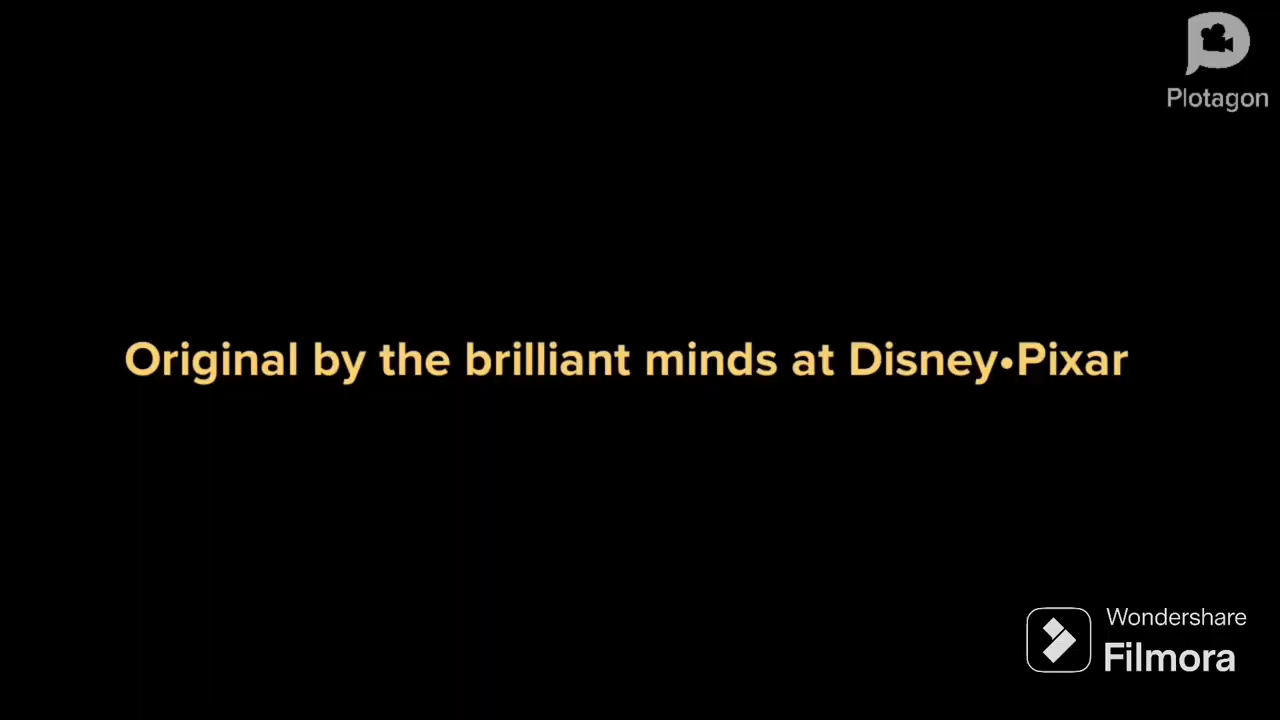 Plotagon
Original by the brilliant minds at Disney•Pixar
Wondershare
Filmora